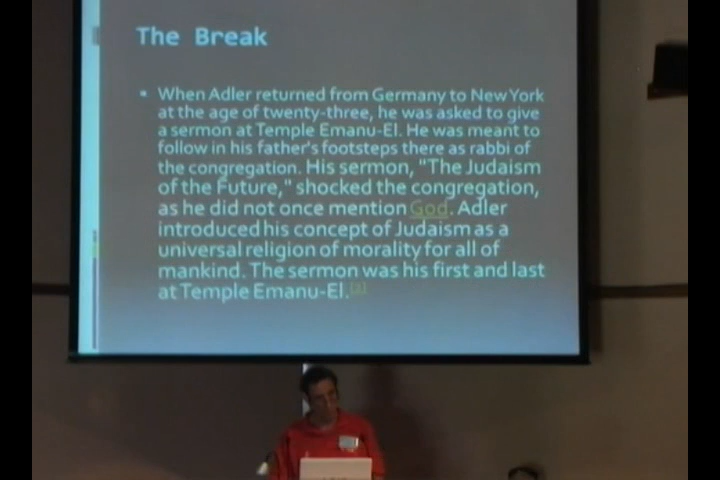 The Break
▪ When Adler returned from Germany to New York
at the age of twenty-three, he was asked to give
a sermon at Temple Emanu-El. He was meant to
follow in his father's footsteps there as rabbi of
the congregation. His sermon, "The Judaism
of the Future," shocked the congregation,
as he did not once mention God. Adler
introduced his concept of Judaism as a
universal religion of morality for all of
mankind. The sermon was his first and last
at Temple Emanu-El.[2]